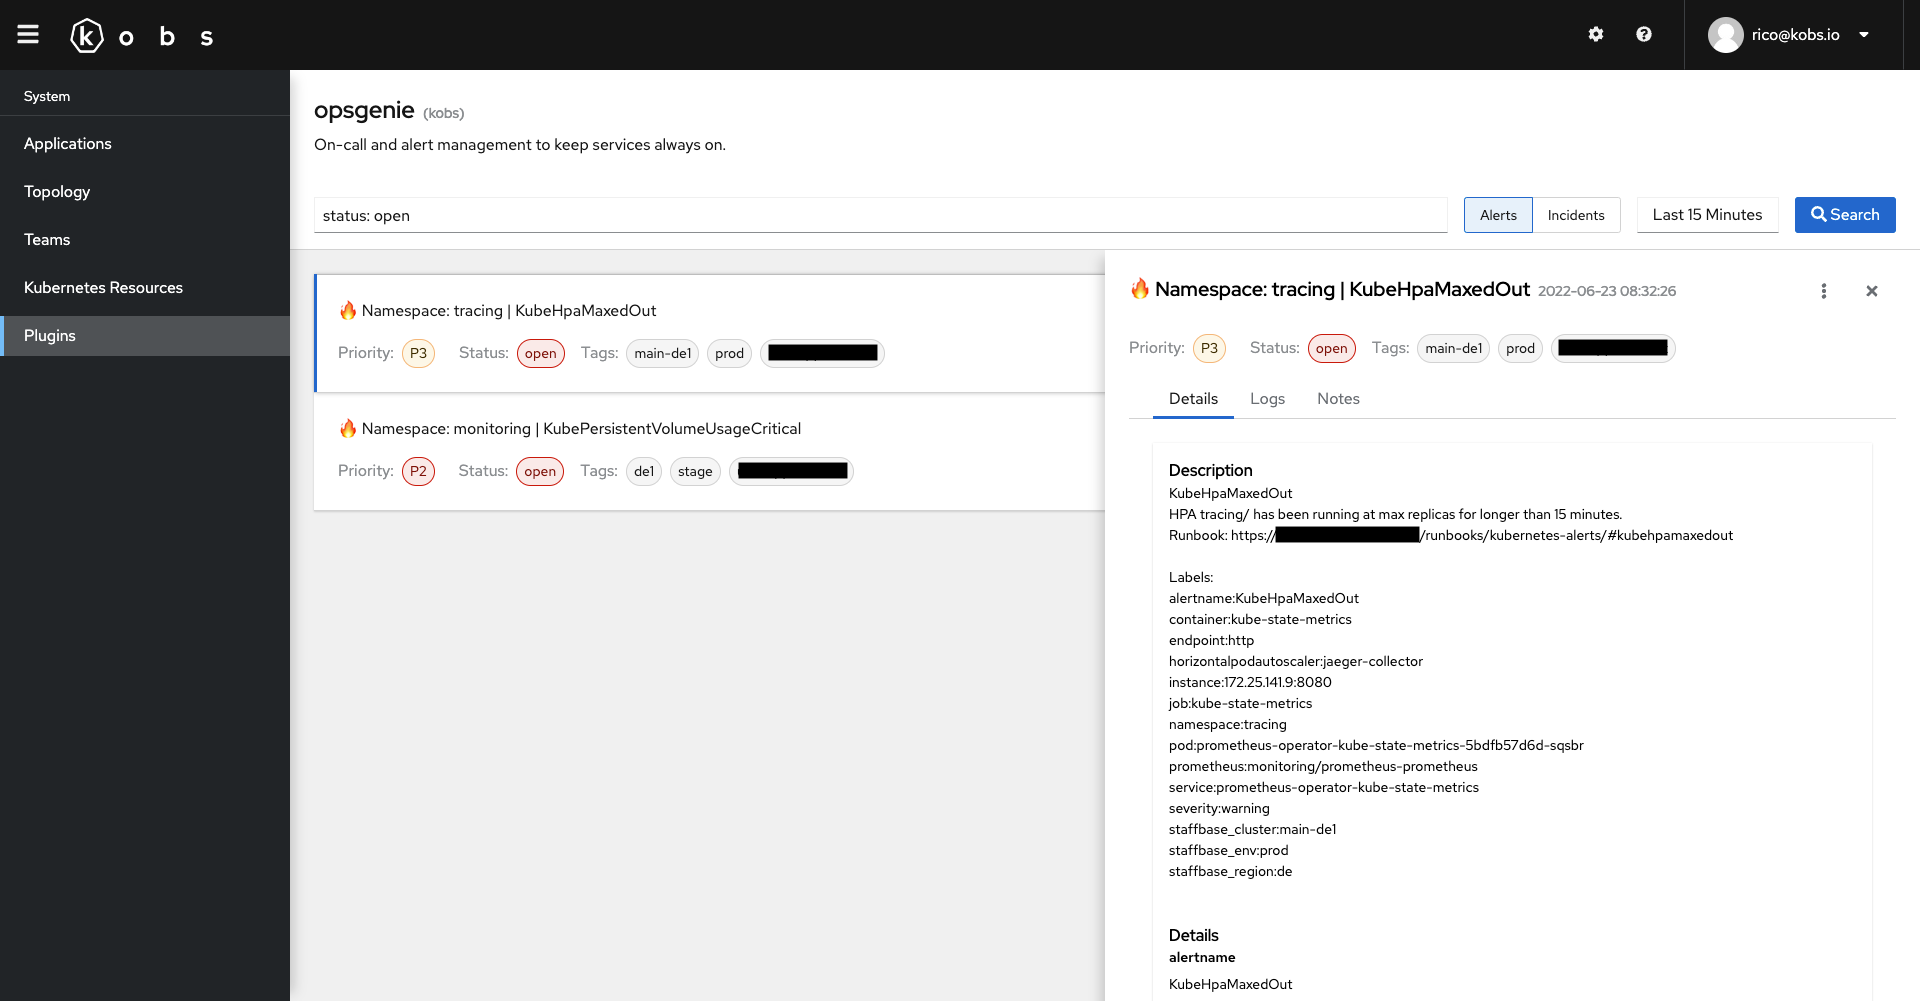 kobs
rico@kobs.io
System
Applications
Topology
Teams
Kubernetes Resources
Plugins
opsgenie (kobs)
On-call and alert management to keep services always on.
status: open
Alerts
Incidents
Last 15 Minutes
Search
Namespace: tracing | KubeHpaMaxedOut
Priority: P3 Status: open Tags: main-de1 prod
Namespace: monitoring | KubePersistentVolumeUsageCritical
Priority: P2 Status: open Tags: de1 stage
Namespace: tracing | KubeHpaMaxedOut 2022-06-23 08:32:26
Priority: P3 Status: open Tags: main-de1 prod
Details Logs Notes
Description
KubeHpaMaxedOut
HPA tracing/ has been running at max replicas for longer than 15 minutes.
Runbook: https:///runbooks/kubernetes-alerts/#kubehpamaxedout
Labels:
alertname:KubeHpaMaxedOut
container:kube-state-metrics
endpoint:http
horizontalpodautoscaler:jaeger-collector
instance:172.25.141.9:8080
job:kube-state-metrics
namespace:tracing
pod:prometheus-operator-kube-state-metrics-5bdfb57d6d-sqsbr
prometheus:monitoring/prometheus-prometheus
service:prometheus-operator-kube-state-metrics
severity:warning
staffbase_cluster:main-de1
staffbase_env:prod
staffbase_region:de
Details
alertname
KubeHpaMaxedOut